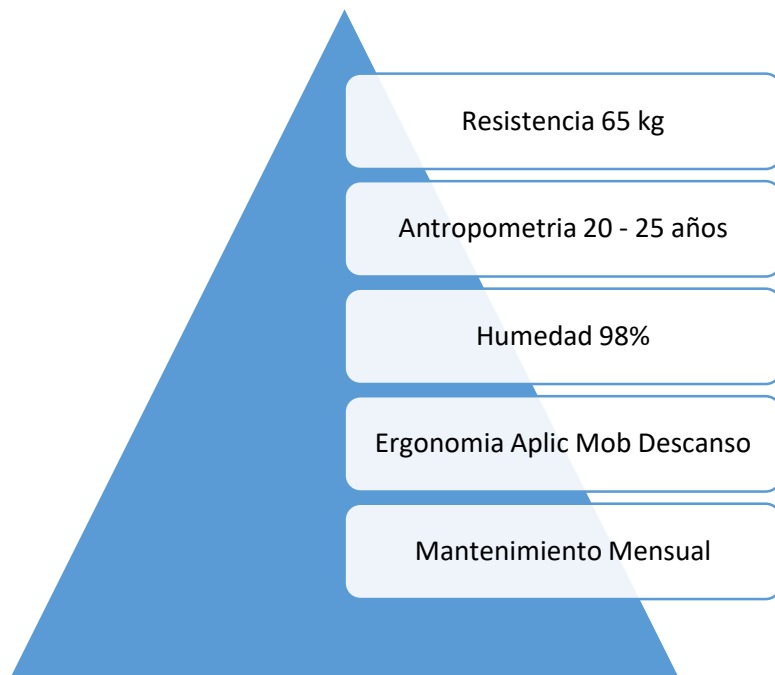 Resistencia 65 kg
Antropometria 20 - 25 años
Humedad 98%
Ergonomia Aplic Mob Descanso
Mantenimiento Mensual